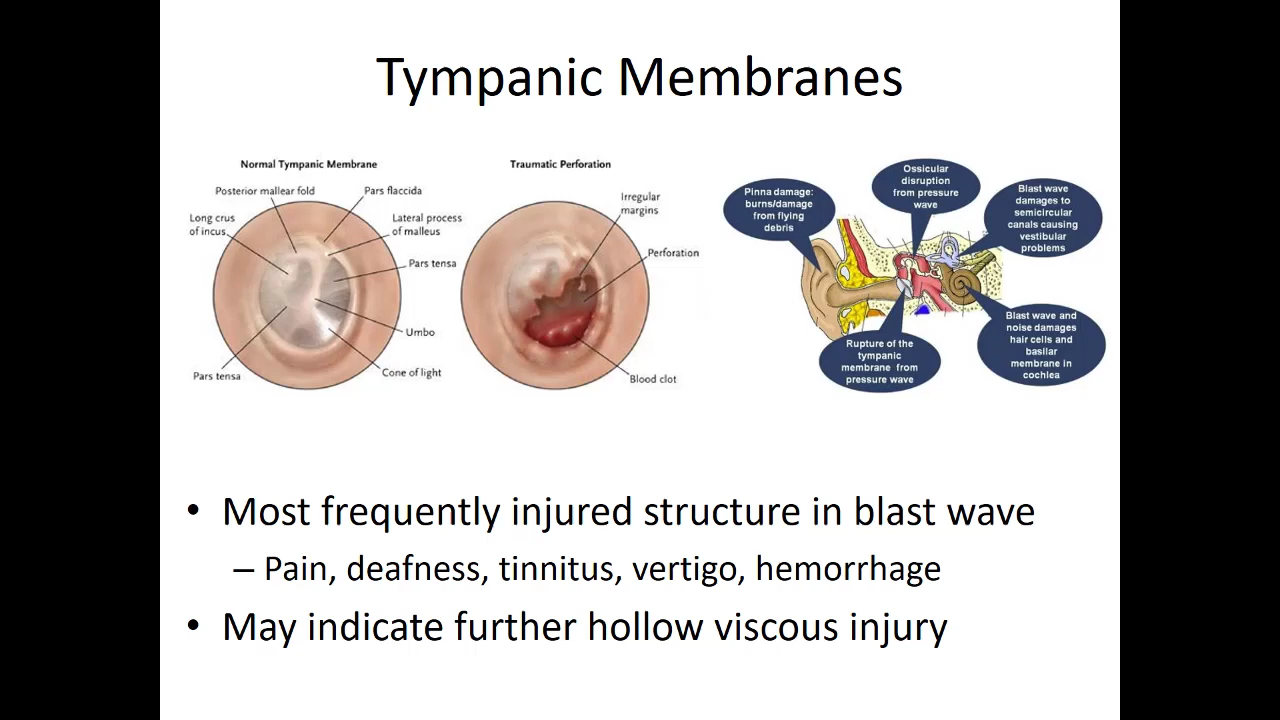 Tympanic Membranes
Normal Tympanic Membrane
Posterior mallear fold
Pars flaccida
Long crus
of incus
Lateral process
of malleus
Pars tensa
Umbo
Cone of light
Pars tensa
Traumatic Perforation
Irregular
margins
Perforation
Blood clot
Pinna damage:
burns/damage
from flying
debris
Ossicular
disruption
from pressure
wave
Blast wave
damages to
semicircular
canals causing
vestibular
problems
Rupture of the
tympanic
membrane from
pressure wave
Blast wave and
noise damages
hair cells and
basilar
membrane in
cochlea
• Most frequently injured structure in blast wave
– Pain, deafness, tinnitus, vertigo, hemorrhage
• May indicate further hollow viscous injury